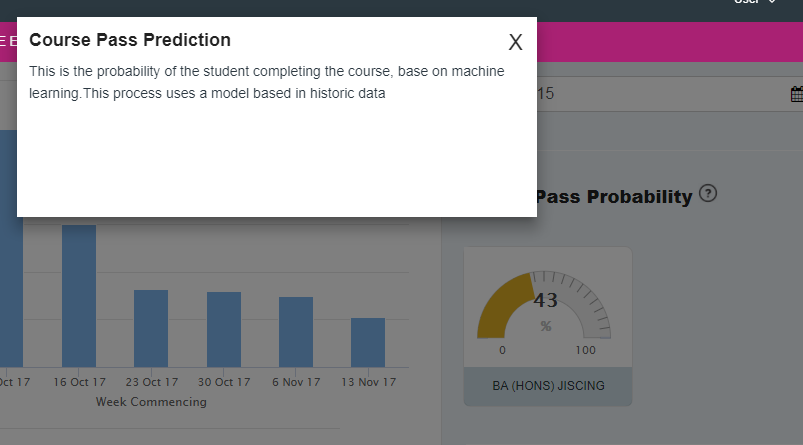 User
Course Pass Prediction
X
This is the probability of the student completing the course, base on machine
learning.This process uses a model based in historic data
15
Pass Probability ?
43
%
0 100
BA (HONS) JISCING
Oct 17 16 Oct 17 23 Oct 17 30 Oct 17 6 Nov 17 13 Nov 17
Week Commencing